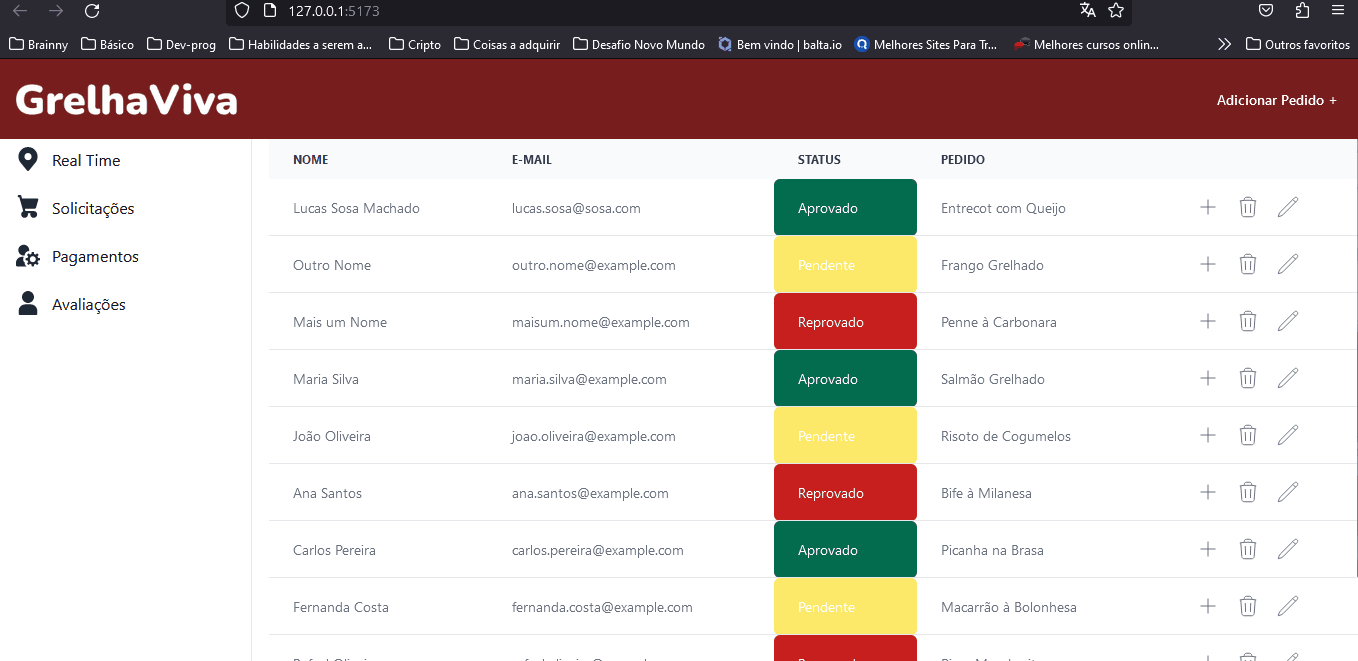 127.0.0.1:5173
Brainny Básico Dev-prog Habilidades a serem a... Cripto Coisas a adquirir Desafio Novo Mundo Bem vindo | balta.io Melhores Sites Para Tr... Melhores cursos onlin... Outros favoritos
GrelhaViva Adicionar Pedido +
Real Time
Solicitações
Pagamentos
Avaliações
NOME E-MAIL STATUS PEDIDO
Lucas Sosa Machado lucas.sosa@sosa.com Aprovado Entrecot com Queijo
Outro Nome outro.nome@example.com Pendente Frango Grelhado
Mais um Nome maisum.nome@example.com Reprovado Penne à Carbonara
Maria Silva maria.silva@example.com Aprovado Salmão Grelhado
João Oliveira joao.oliveira@example.com Pendente Risoto de Cogumelos
Ana Santos ana.santos@example.com Reprovado Bife à Milanesa
Carlos Pereira carlos.pereira@example.com Aprovado Picanha na Brasa
Fernanda Costa fernanda.costa@example.com Pendente Macarrão à Bolonhesa